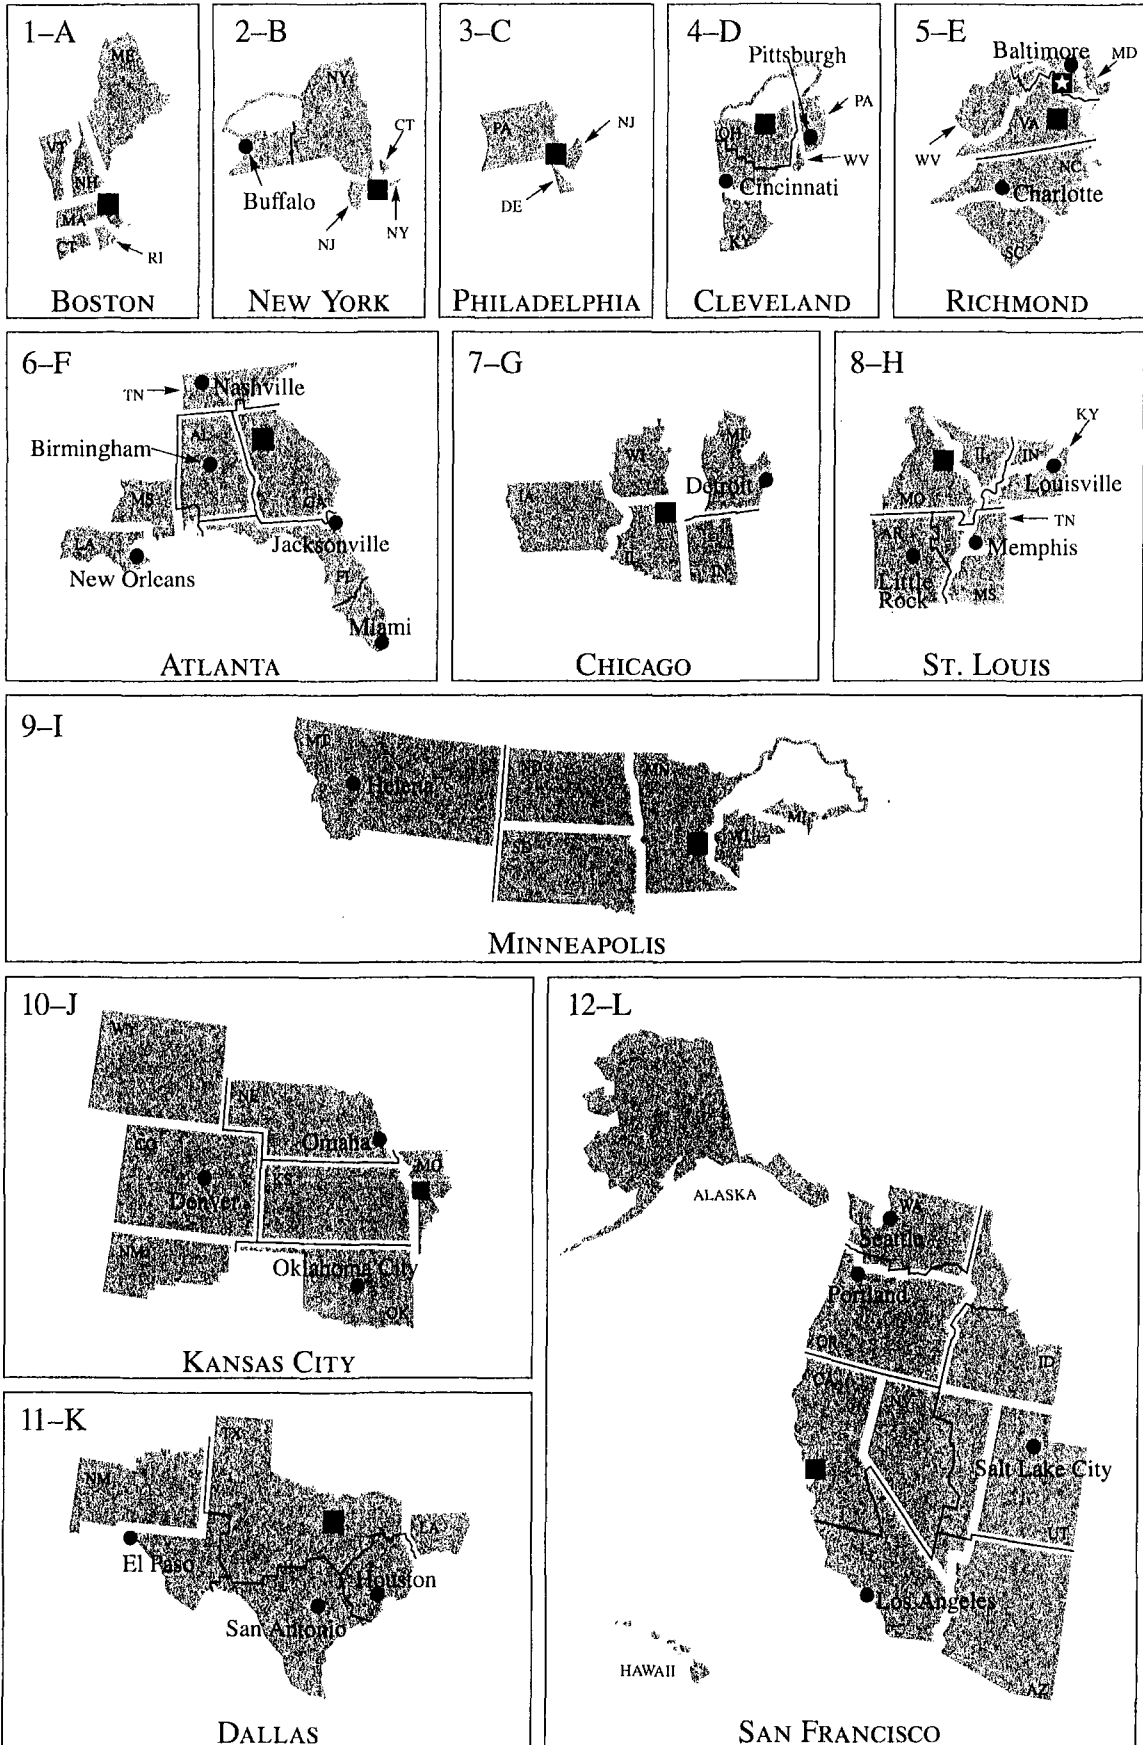 1–A
ME
VT
NH
MA
CT
RI
BOSTON
2–B
NY
CT
Buffalo
NJ
NY
NEW YORK
3–C
PA
NJ
DE
PHILADELPHIA
4–D
Pittsburgh
PA
OH
WV
Cincinnati
KY
CLEVELAND
5–E
Baltimore
MD
VA
WV
NC
Charlotte
SC
RICHMOND
6–F
TN
Nashville
AL
Birmingham
MS
GA
LA
Jacksonville
New Orleans
FL
Miami
ATLANTA
7–G
WI
MI
IA
Detroit
IL
IN
CHICAGO
8–H
KY
IL
IN
Louisville
MO
TN
AR
Memphis
Little
Rock
MS
ST. LOUIS
9–I
MT
ND
MN
Helena
MI
WI
SD
MINNEAPOLIS
10–J
WY
NE
CO
Omaha
MO
KS
Denver
NM
Oklahoma City
OK
KANSAS CITY
11–K
TX
NM
LA
El Paso
Houston
San Antonio
DALLAS
12–L
ALASKA
WA
Seattle
Portland
OR
ID
CA
NV
Salt Lake City
UT
Los Angeles
HAWAII
AZ
SAN FRANCISCO